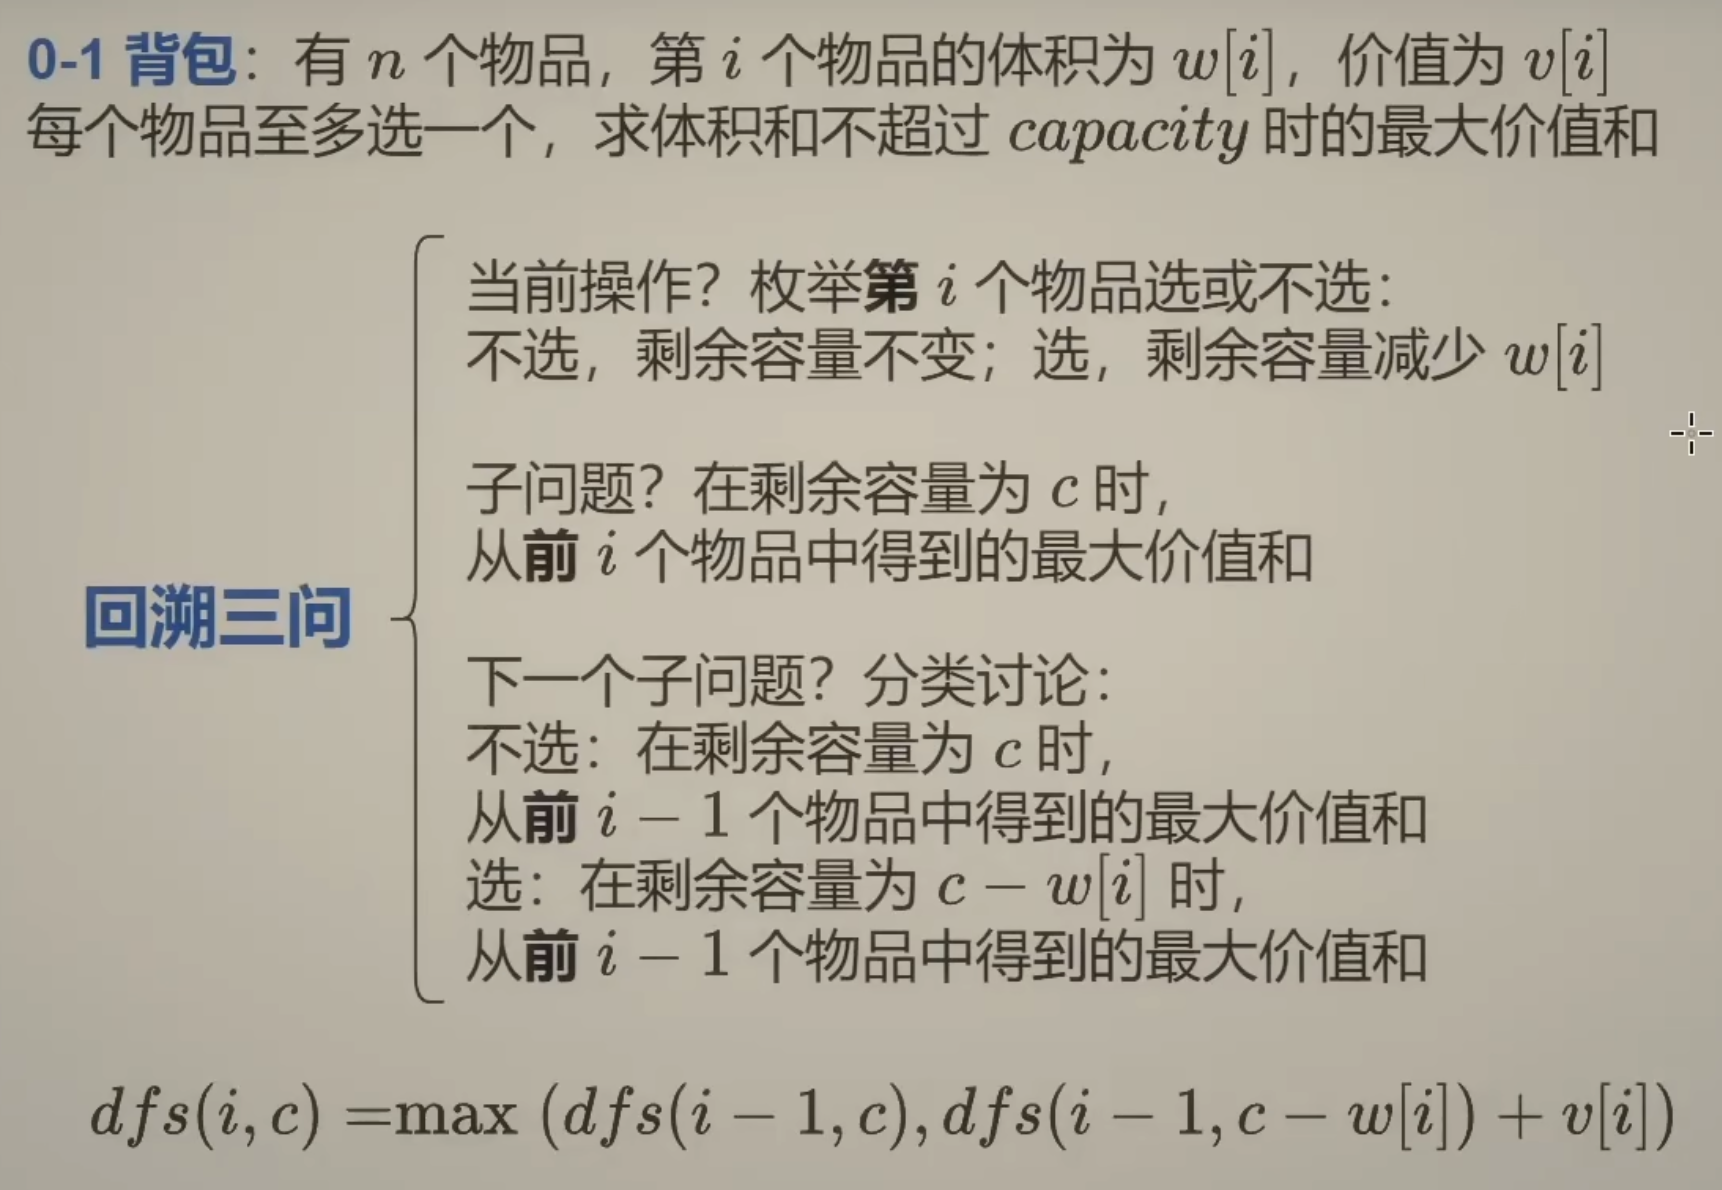 0-1 背包：有 n 个物品，第 i 个物品的体积为 w[i]，价值为 v[i]
每个物品至多选一个，求体积和不超过 capacity 时的最大价值和
当前操作？枚举第 i 个物品选或不选：
不选，剩余容量不变；选，剩余容量减少 w[i]
子问题？在剩余容量为 c 时，
从前 i 个物品中得到的最大价值和
回溯三问
下一个子问题？分类讨论：
不选：在剩余容量为 c 时，
从前 i − 1 个物品中得到的最大价值和
选：在剩余容量为 c − w[i] 时，
从前 i − 1 个物品中得到的最大价值和
dfs(i, c) =max (dfs(i − 1, c), dfs(i − 1, c − w[i]) + v[i])